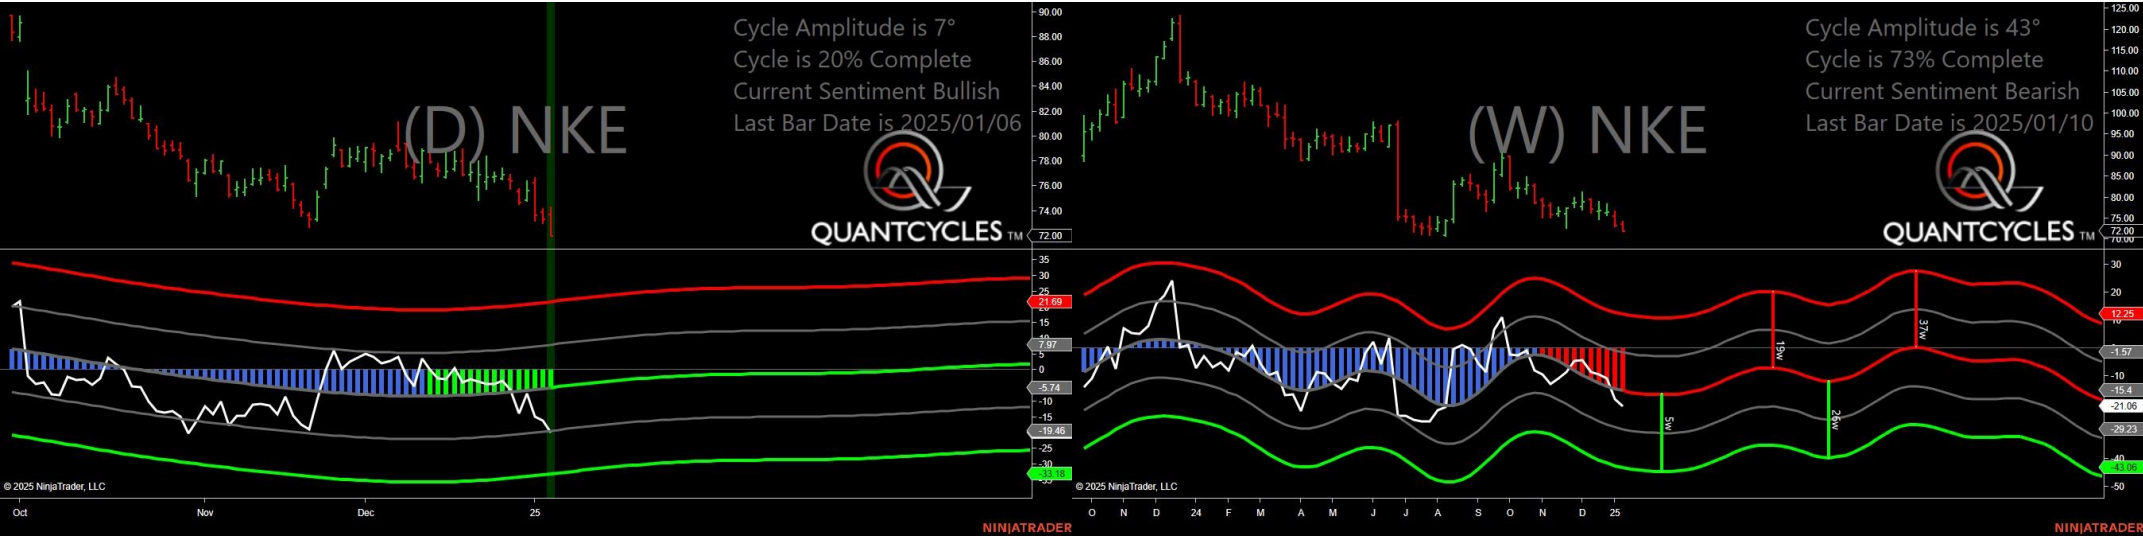 Cycle Amplitude is 7°
Cycle is 20% Complete
Current Sentiment Bullish
Last Bar Date is 2025/01/06
(D) NKE
QUANTCYCLES TM
90.00
88.00
86.00
84.00
82.00
80.00
78.00
76.00
74.00
72.00
35
30
25
21.69
15
7.97
5
0
-5.74
-10
-15
-19.46
-25
-30
-33.18
© 2025 NinjaTrader, LLC
Oct Nov Dec 25
NINJATRADER
Cycle Amplitude is 43°
Cycle is 73% Complete
Current Sentiment Bearish
Last Bar Date is 2025/01/10
(W) NKE
QUANTCYCLES TM
125.00
120.00
115.00
110.00
105.00
100.00
95.00
90.00
85.00
80.00
75.00
72.00
70.00
30
20
12.25
-1.57
-10
-15.4
-21.06
-29.23
-40
-43.06
-50
5w
19w
26w
37w
© 2025 NinjaTrader, LLC
O N D 24 F M A M J J A S O N D 25
NINJATRADER